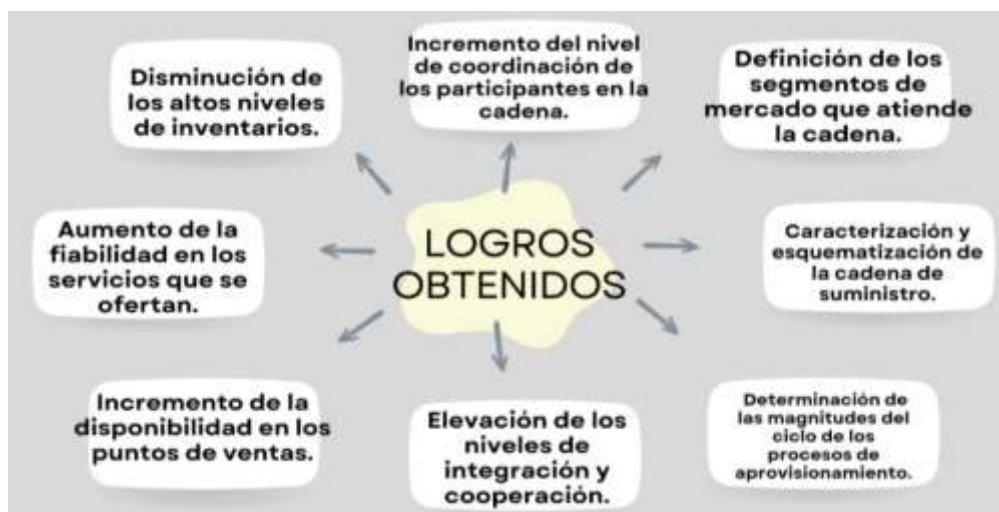 Disminución de
los altos niveles
de inventarios.
Incremento del nivel
de coordinación de
los participantes en la
cadena.
Definición de los
segmentos de
mercado que atiende
la cadena.
Aumento de la
fiabilidad en los
servicios que se
ofertan.
LOGROS
OBTENIDOS
Caracterización y
esquematización de
la cadena de
suministro.
Incremento de la
disponibilidad en los
puntos de ventas.
Elevación de los
niveles de
integración y
cooperación.
Determinación de
las magnitudes del
ciclo de los
procesos de
aprovisionamiento.